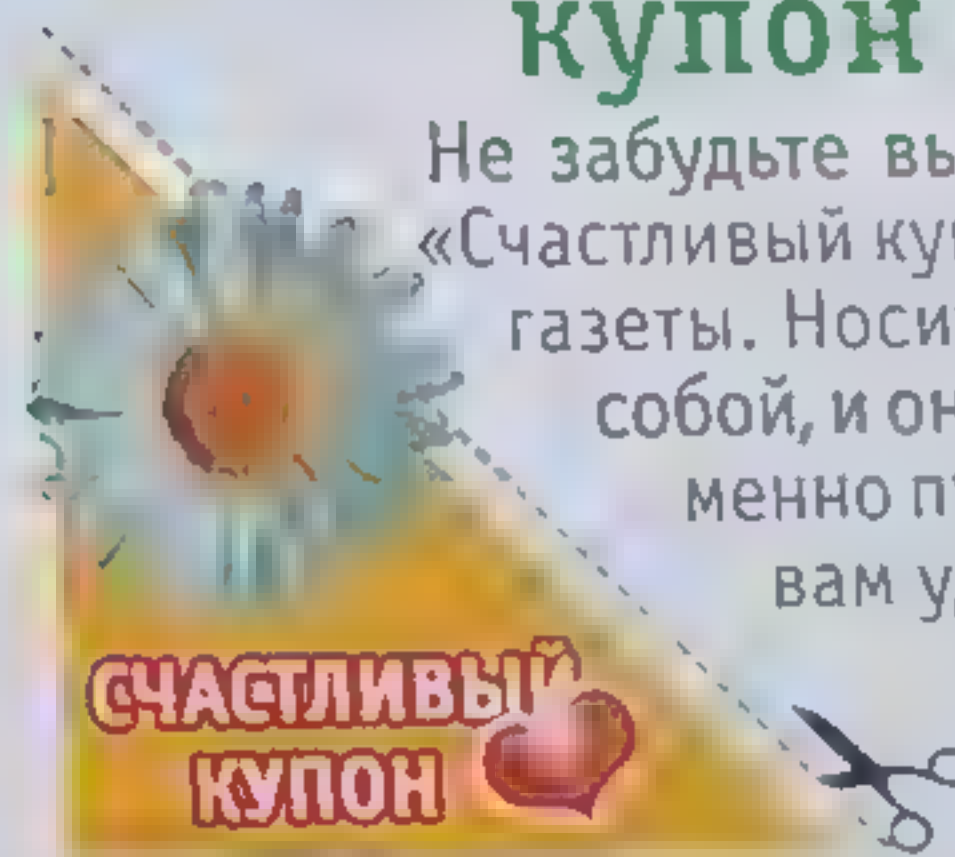 купон
Не забудьте вы
«Счастливый ку
газеты. Носи
собой, и он
менно п
вам у
СЧАСТЛИВЫЙ
КУПОН